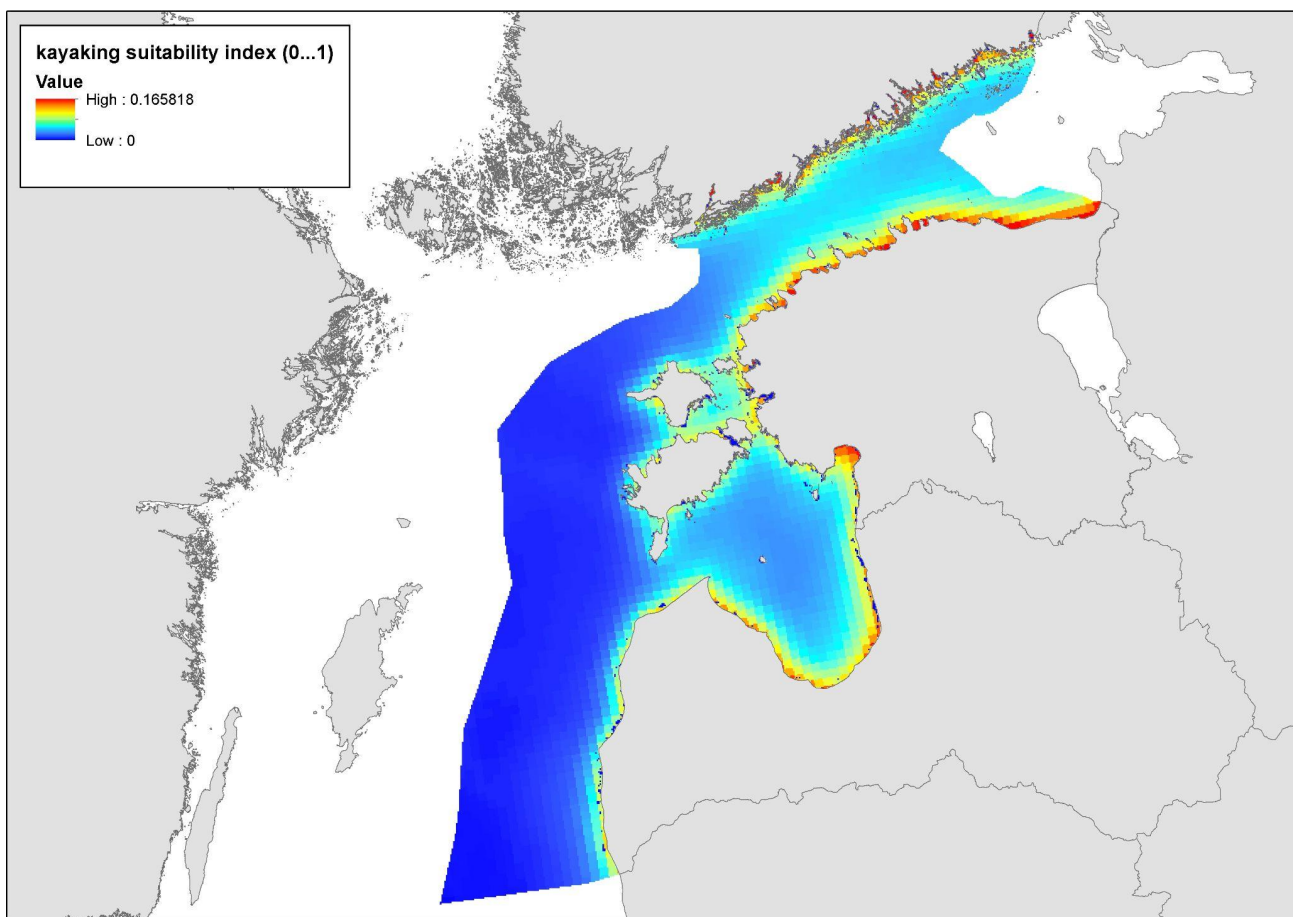 kayaking suitability index (0...1)
Value
High : 0.165818
Low : 0